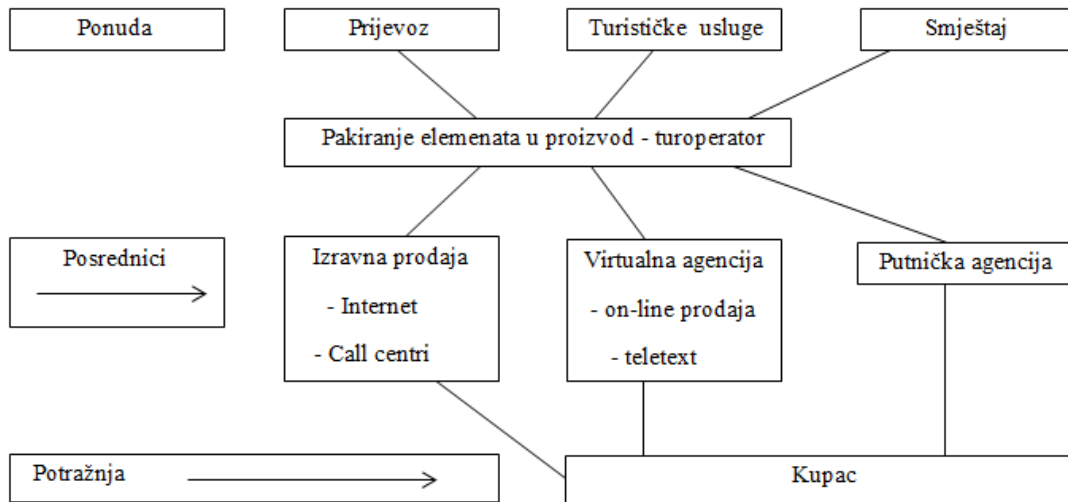 Ponuda
Prijevoz
Turističke usluge
Smještaj
Pakiranje elemenata u proizvod - turoperator
Posrednici
Izravna prodaja
- Internet
- Call centri
Virtualna agencija
- on-line prodaja
- teletext
Putnička agencija
Potražnja
Kupac